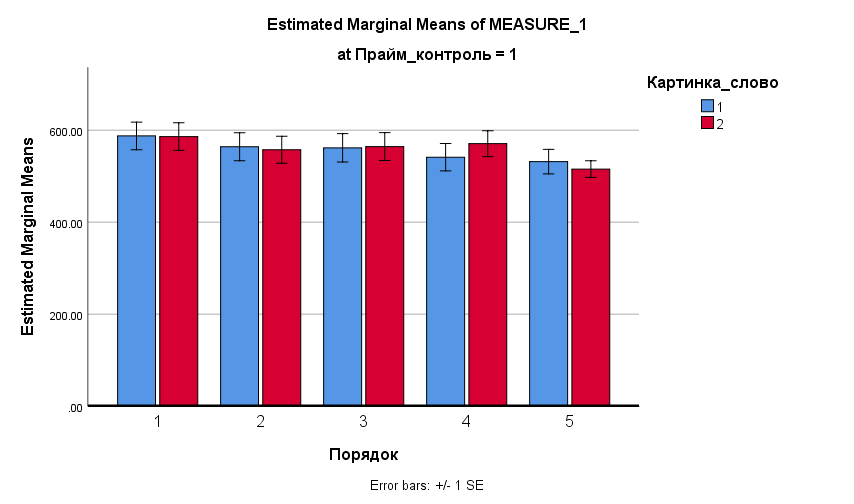 Estimated Marginal Means of MEASURE_1
at Прайм_контроль = 1
Картинка_слово
1
2
Estimated Marginal Means
600.00
400.00
200.00
.00
1 2 3 4 5
Порядок
Error bars: +/- 1 SE